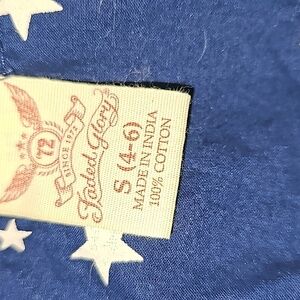 '72
SINCE 1972
Faded Glory
S (4-6)
MADE IN INDIA
100% COTTON